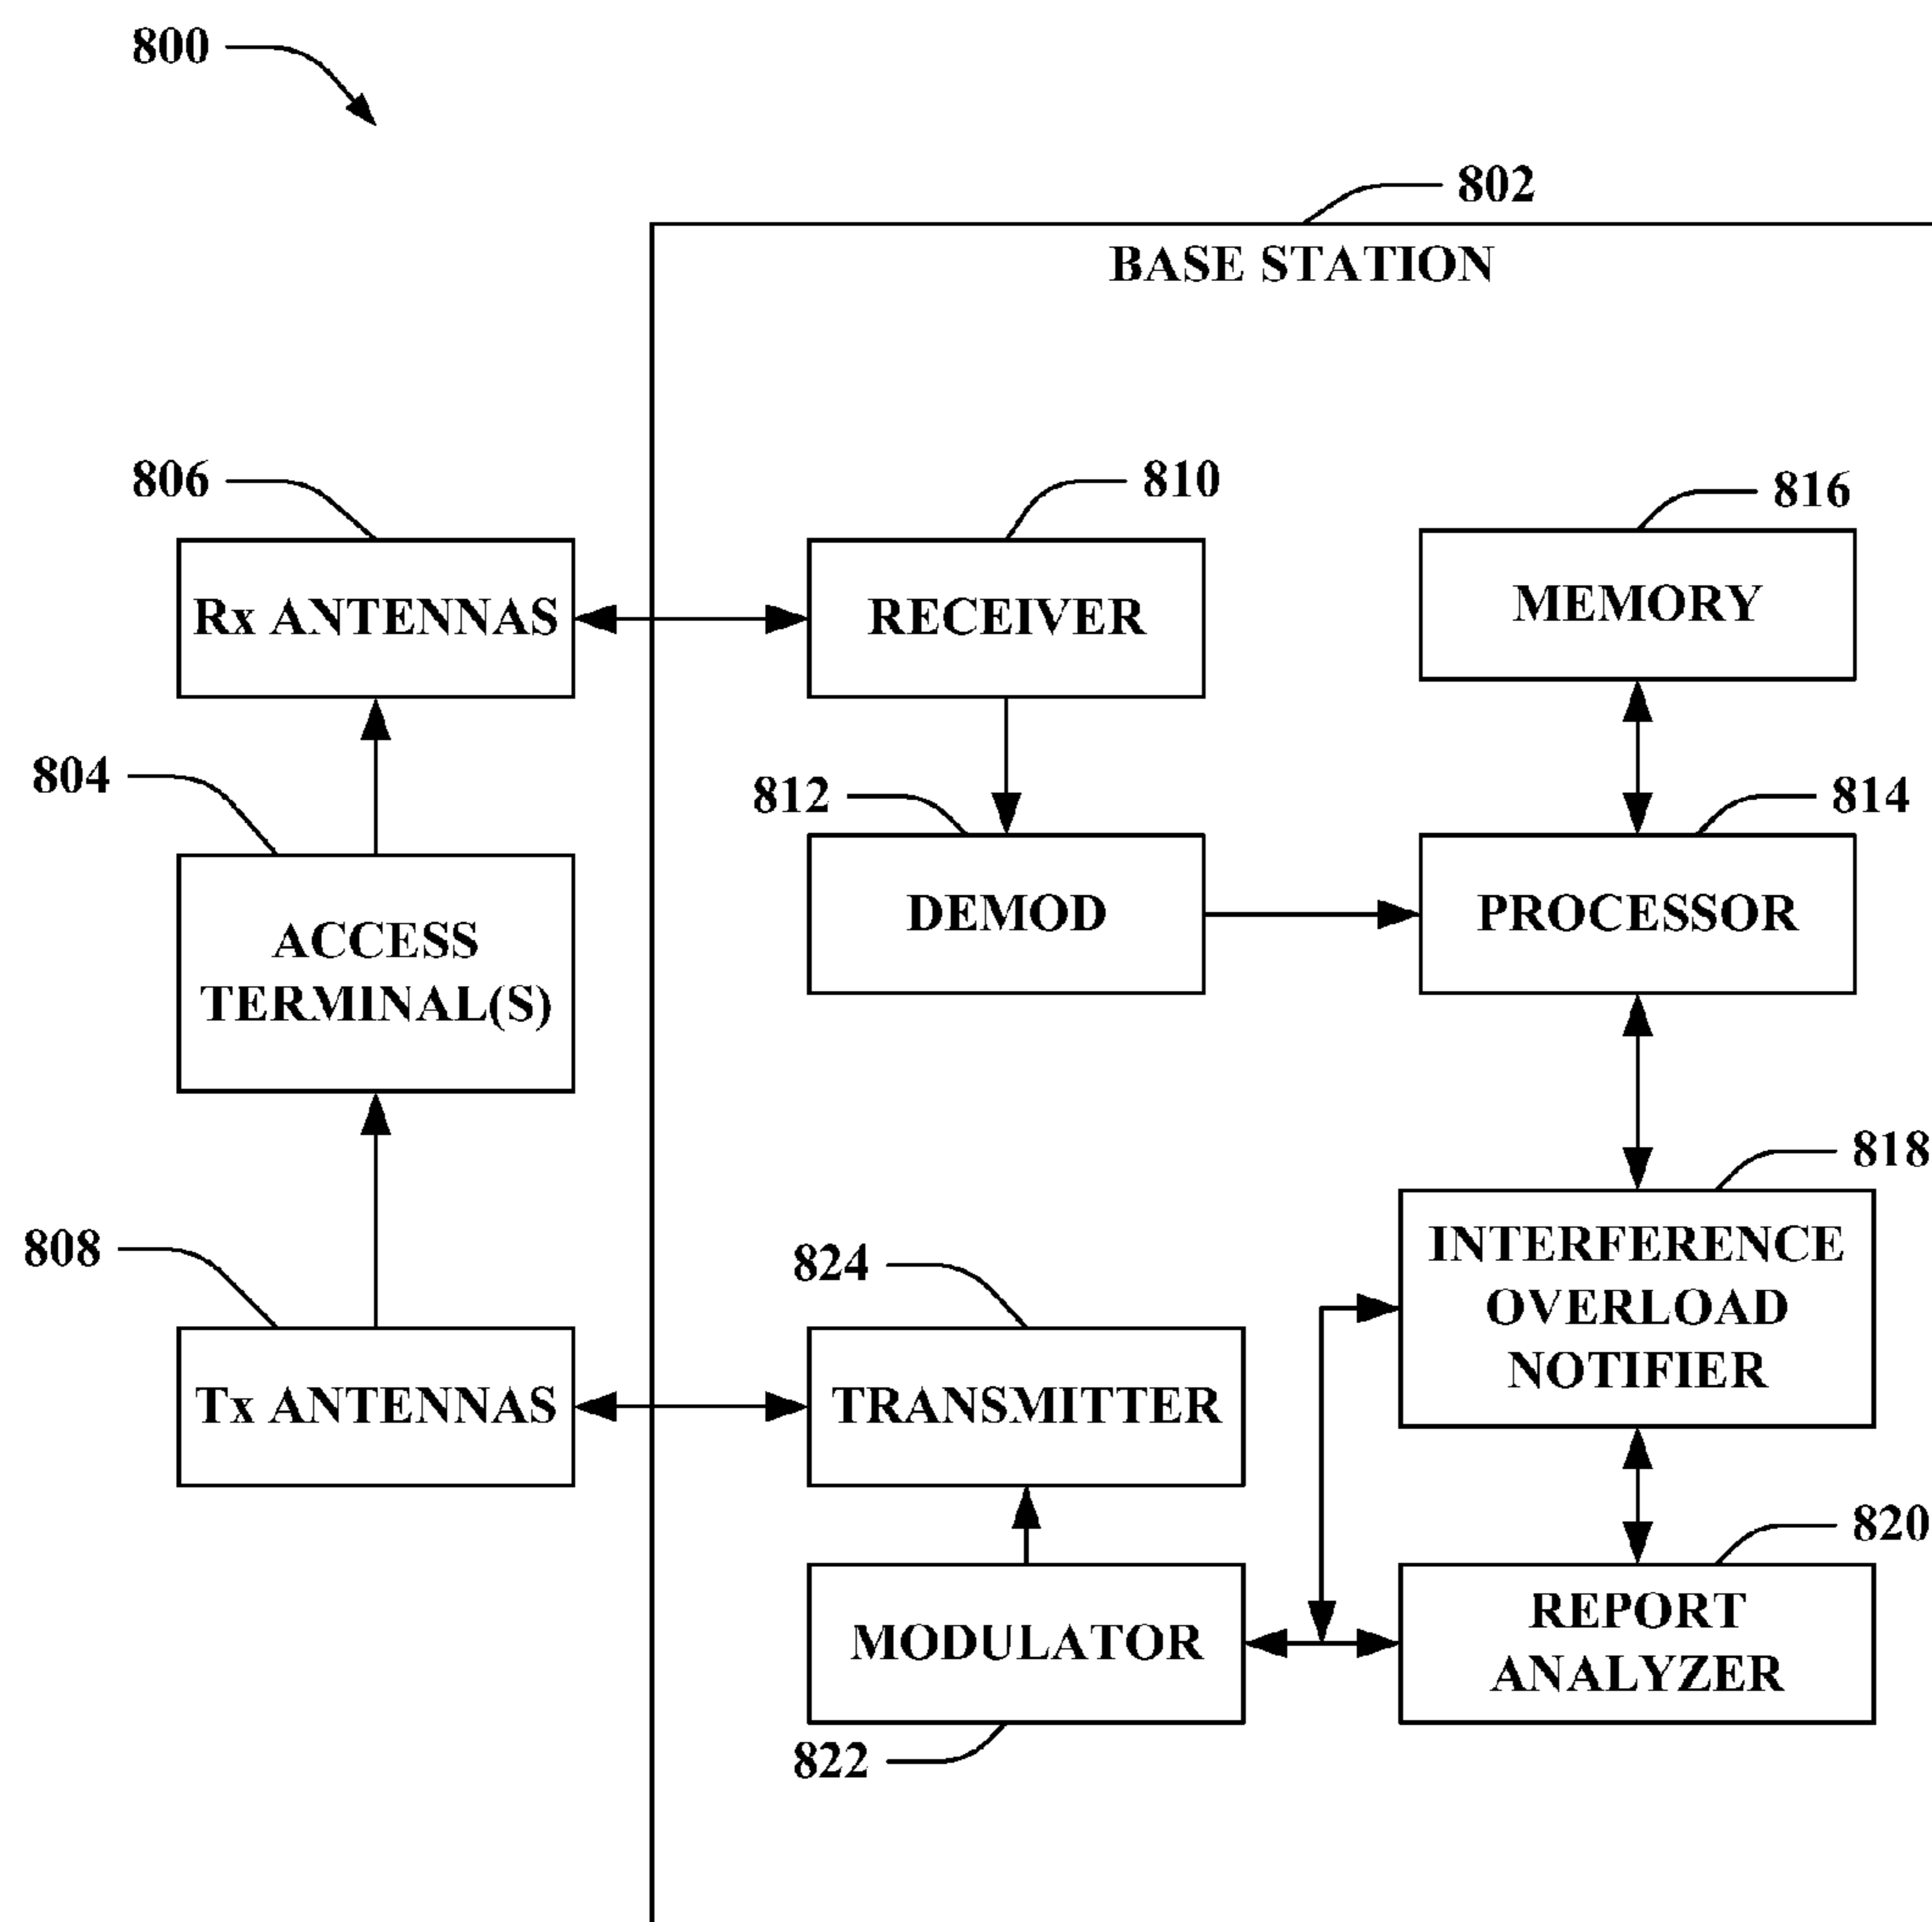 800
802
BASE STATION
806
810
816
Rx ANTENNAS
RECEIVER
MEMORY
804
812
814
ACCESS
TERMINAL(S)
DEMOD
PROCESSOR
818
808
824
INTERFERENCE
OVERLOAD
NOTIFIER
Tx ANTENNAS
TRANSMITTER
820
MODULATOR
REPORT
ANALYZER
822